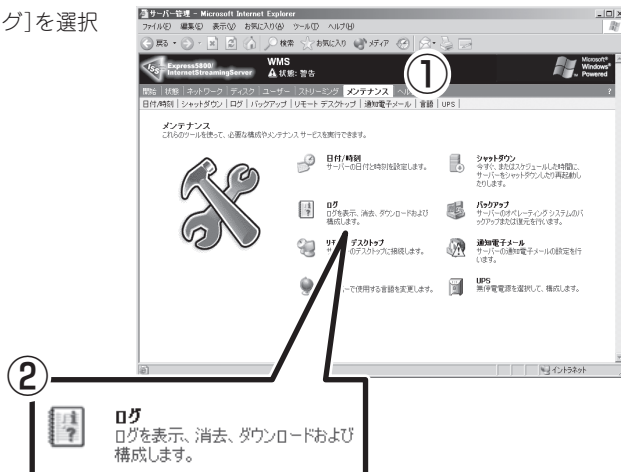 グ]を選択
サーバー管理 - Microsoft Internet Explorer
ファイル(F) 編集(E) 表示(V) お気に入り(A) ツール(T) ヘルプ(H)
戻る 検索 お気に入り メディア
Express5800/
InternetStreamingServer
WMS
状態: 警告
Microsoft
Windows
Powered
①
開始 状態 ネットワーク ディスク ユーザー ストリーミング メンテナンス ?
日付/時刻 | シャットダウン | ログ | バックアップ | リモート デスクトップ | 通知電子メール | 言語 | UPS |
メンテナンス
これらのツールを使って、必要な構成やメンテナンス サービスを実行できます。
日付/時刻
サーバーの日付と時刻を設定します。
シャットダウン
今すぐ、またはスケジュールした時間に、
サーバーをシャットダウンしたり再起動し
たりします。
ログ
ログを表示、消去、ダウンロードおよび
構成します。
バックアップ
サーバーのオペレーティング システムのバ
ックアップまたは復元を行います。
デスクトップ
のデスクトップに接続します。
通知電子メール
サーバーの通知電子メールの設定を行
います。
ーで使用する言語を変更します。
UPS
無停電電源を選択して、構成します。
イントラネット
②
ログ
ログを表示、消去、ダウンロードおよび
構成します。